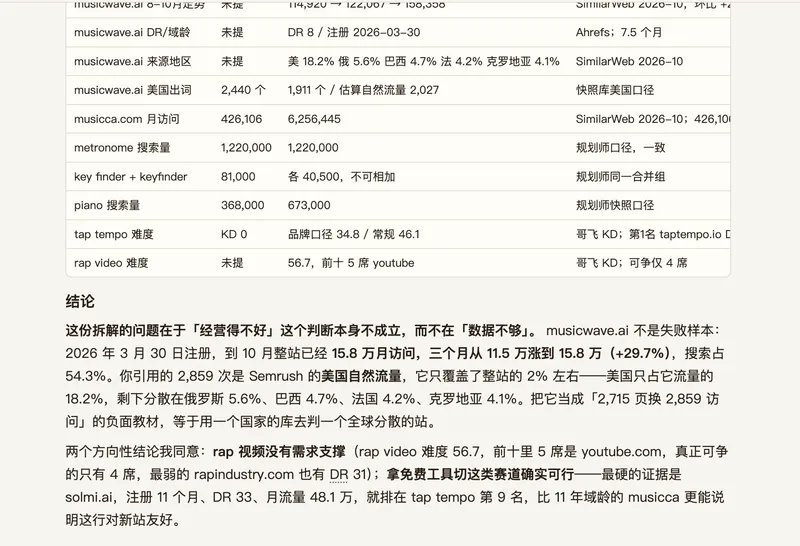 musicwave.ai 8-10月走势 未提 114,920 → 122,067 → 158,358 SimilarWeb 2026-10，环比 +2
musicwave.ai DR/域龄 未提 DR 8 / 注册 2026-03-30 Ahrefs；7.5 个月
musicwave.ai 来源地区 未提 美 18.2% 俄 5.6% 巴西 4.7% 法 4.2% 克罗地亚 4.1% SimilarWeb 2026-10
musicwave.ai 美国出词 2,440 个 1,911 个 / 估算自然流量 2,027 快照库美国口径
musicca.com 月访问 426,106 6,256,445 SimilarWeb 2026-10；426,10
metronome 搜索量 1,220,000 1,220,000 规划师口径，一致
key finder + keyfinder 81,000 各 40,500，不可相加 规划师同一合并组
piano 搜索量 368,000 673,000 规划师快照口径
tap tempo 难度 KD 0 品牌口径 34.8 / 常规 46.1 哥飞 KD；第1名 taptempo.io D
rap video 难度 未提 56.7，前十 5 席 youtube 哥飞 KD；可争仅 4 席
结论
这份拆解的问题在于「经营得不好」这个判断本身不成立，而不在「数据不够」。 musicwave.ai 不是失败样本：
2026 年 3 月 30 日注册，到 10 月整站已经 15.8 万月访问，三个月从 11.5 万涨到 15.8 万（+29.7%），搜索占
54.3%。你引用的 2,859 次是 Semrush 的美国自然流量，它只覆盖了整站的 2% 左右——美国只占它流量的
18.2%，剩下分散在俄罗斯 5.6%、巴西 4.7%、法国 4.2%、克罗地亚 4.1%。把它当成「2,715 页换 2,859 访
问」的负面教材，等于用一个国家的库去判一个全球分散的站。
两个方向性结论我同意：rap 视频没有需求支撑（rap video 难度 56.7，前十里 5 席是 youtube.com，真正可争
的只有 4 席，最弱的 rapindustry.com 也有 DR 31）；拿免费工具切这类赛道确实可行——最硬的证据是
solmi.ai，注册 11 个月、DR 33、月流量 48.1 万，就排在 tap tempo 第 9 名，比 11 年域龄的 musicca 更能说
明这行对新站友好。